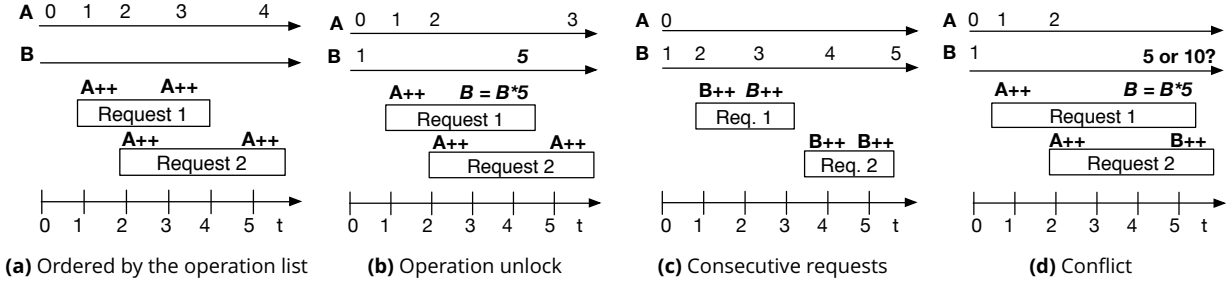 A 0 1 2 3 4
B
A++ A++
Request 1
A++ A++
Request 2
0 1 2 3 4 5 t
(a) Ordered by the operation list
A 0 1 2 3
B 1 5
A++ B = B*5
Request 1
A++ A++
Request 2
0 1 2 3 4 5 t
(b) Operation unlock
A 0
B 1 2 3 4 5
B++ B++
Req. 1
B++ B++
Req. 2
0 1 2 3 4 5 t
(c) Consecutive requests
A 0 1 2
B 1 5 or 10?
A++ B = B*5
Request 1
A++ B++
Request 2
0 1 2 3 4 5 t
(d) Conflict